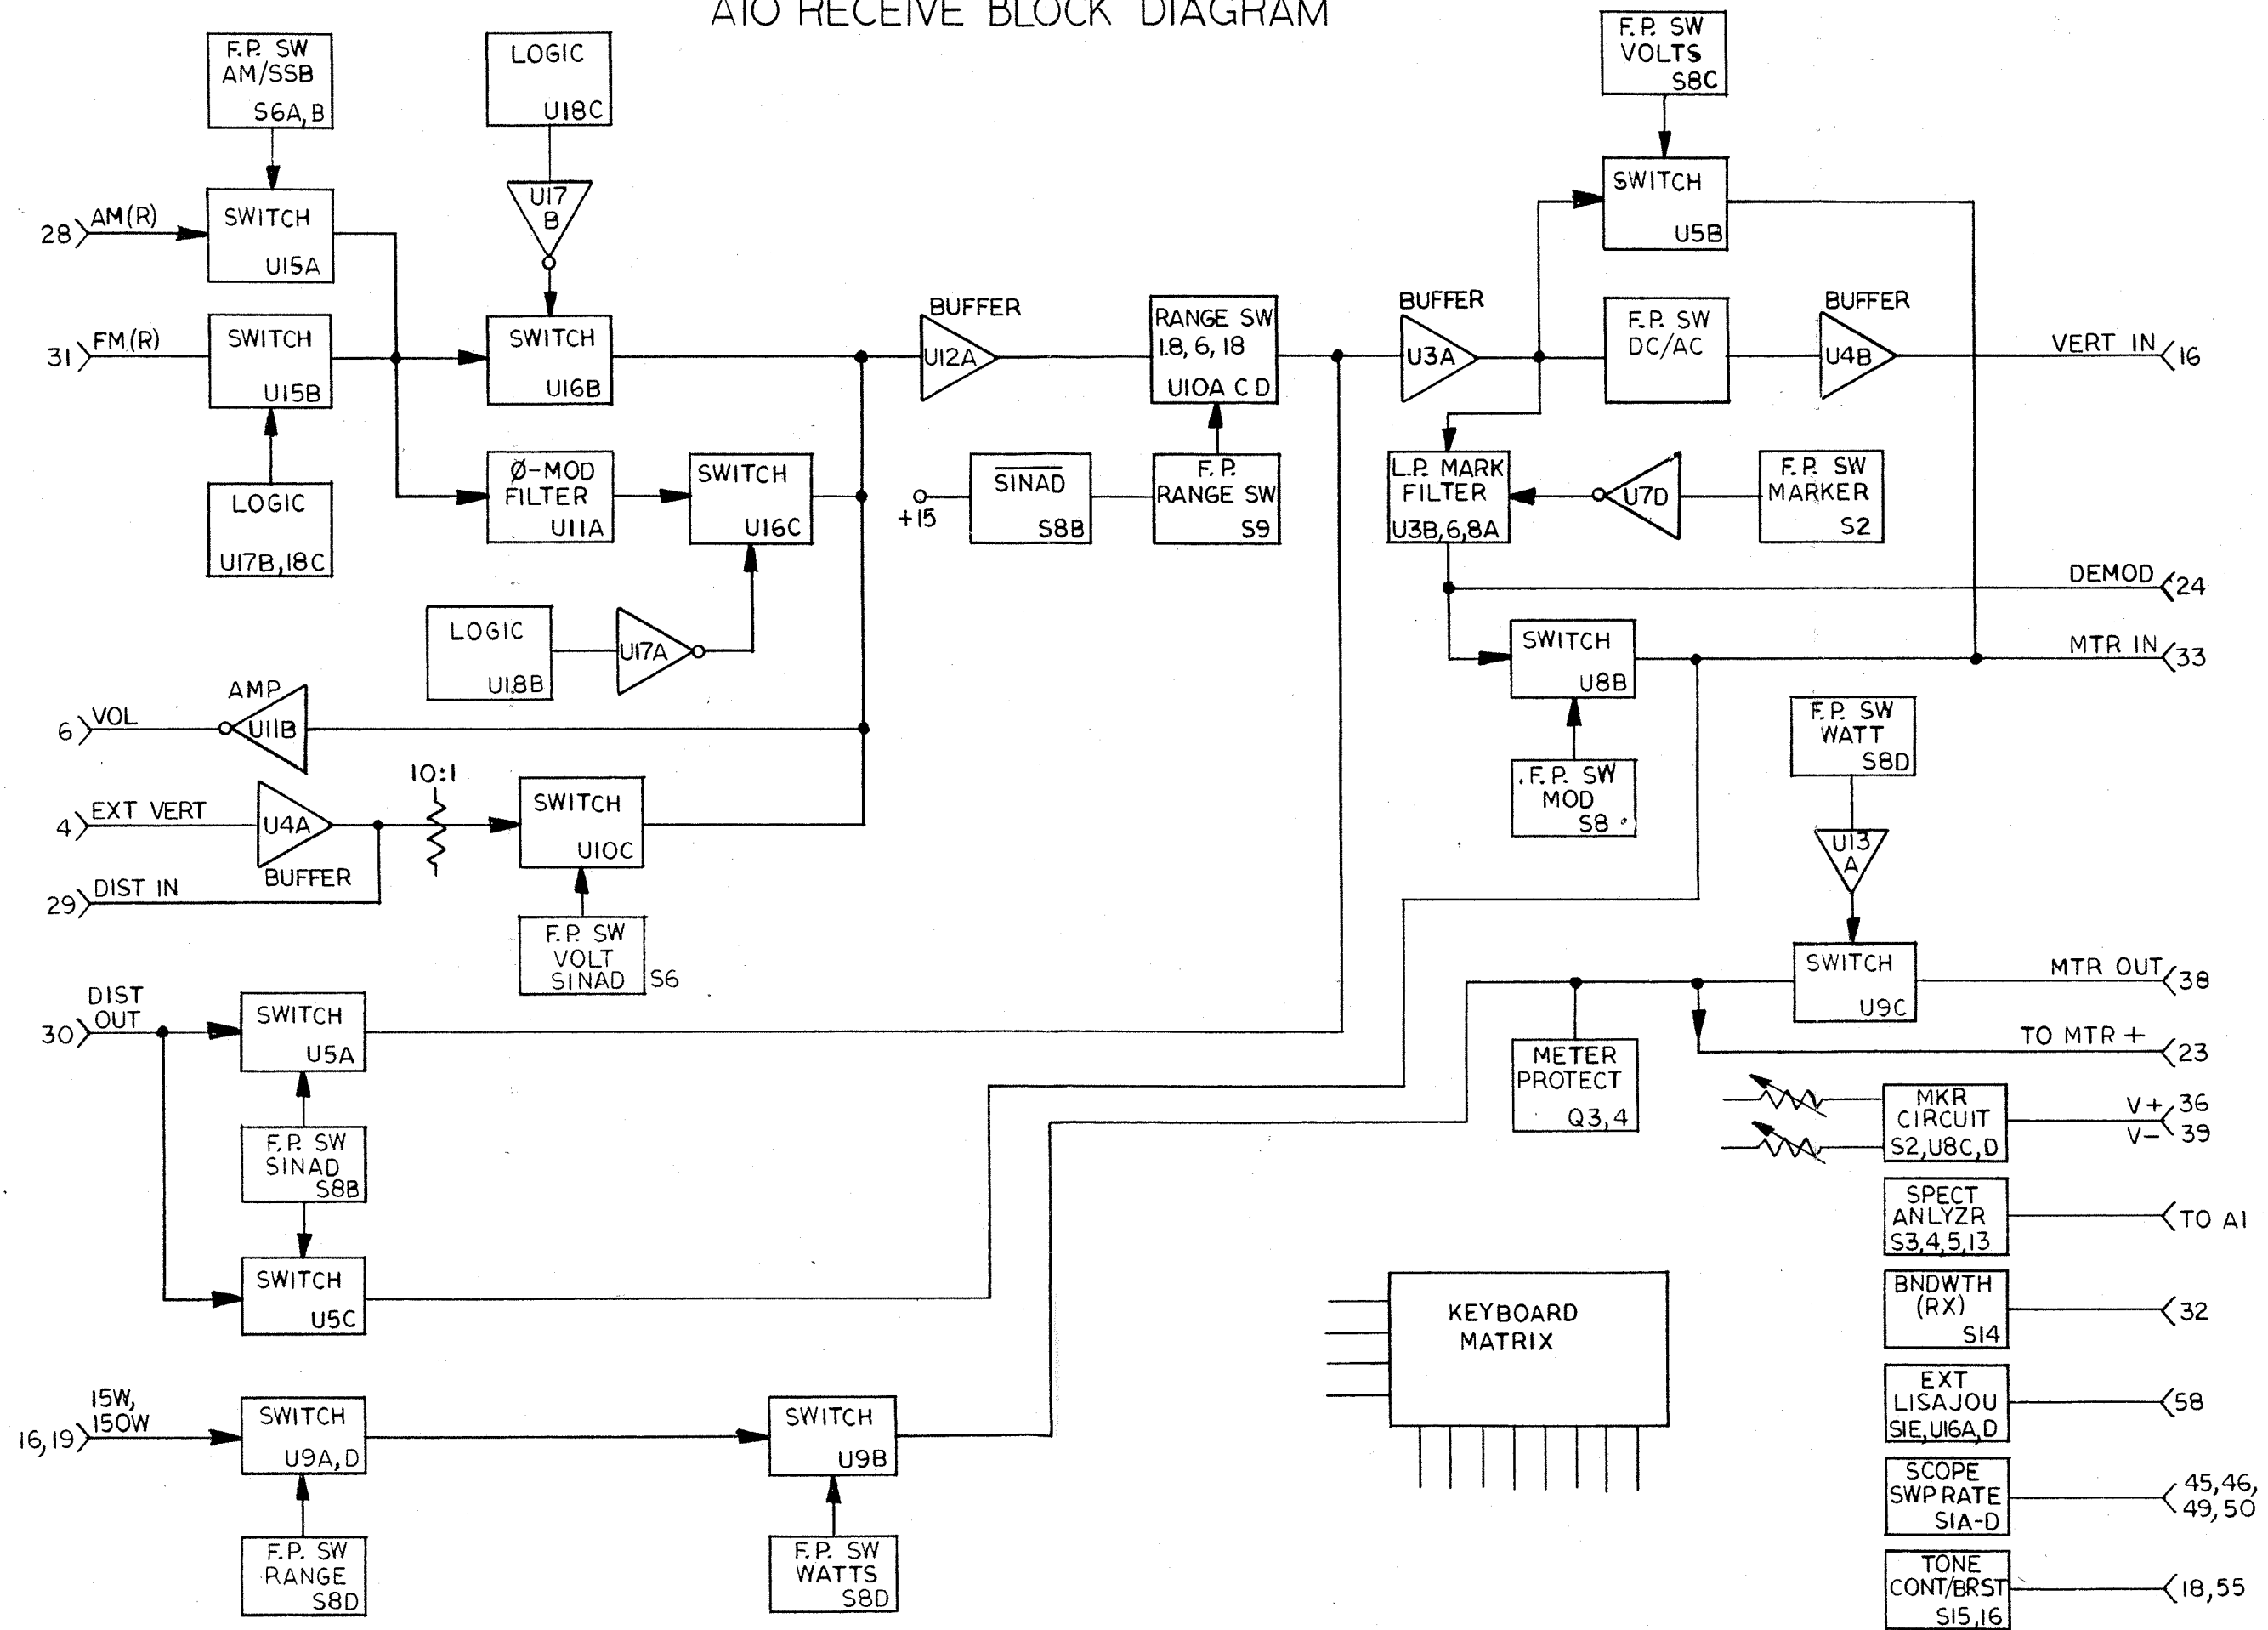 A10 RECEIVE BLOCK DIAGRAM
F.P. SW
AM/SSB
S6A, B
LOGIC
U18C
F.P. SW
VOLTS
S8C
U17
B
SWITCH
U5B
28 AM(R)
SWITCH
U15A
31 FM(R)
SWITCH
U15B
SWITCH
U16B
BUFFER
U12A
RANGE SW
1.8, 6, 18
U10A C D
BUFFER
U3A
F.P. SW
DC/AC
BUFFER
U4B
VERT IN 16
LOGIC
U17B,18C
Ø-MOD
FILTER
U11A
SWITCH
U16C
+15
SINAD
S8B
F.P.
RANGE SW
S9
L.P. MARK
FILTER
U3B,6,8A
U7D
F.P. SW
MARKER
S2
DEMOD 24
LOGIC
U18B
U17A
SWITCH
U8B
MTR IN 33
6 VOL
AMP
U11B
F.P. SW
MOD
S8
F.P. SW
WATT
S8D
4 EXT VERT
U4A
BUFFER
10:1
SWITCH
U10C
U13
A
29 DIST IN
F.P. SW
VOLT
SINAD S6
SWITCH
U9C
MTR OUT 38
DIST
30 OUT
SWITCH
U5A
METER
PROTECT
Q3,4
TO MTR + 23
F.P. SW
SINAD
S8B
MKR
CIRCUIT
S2,U8C,D
V+ 36
V− 39
SPECT
ANLYZR
S3,4,5,13
TO A1
SWITCH
U5C
KEYBOARD
MATRIX
BNDWTH
(RX)
S14
32
EXT
LISAJOU
S1E,U16A,D
58
15W,
16,19 150W
SWITCH
U9A,D
SWITCH
U9B
SCOPE
SWP RATE
S1A-D
45,46,
49,50
F.P. SW
RANGE
S8D
F.P. SW
WATTS
S8D
TONE
CONT/BRST
S15,16
18,55